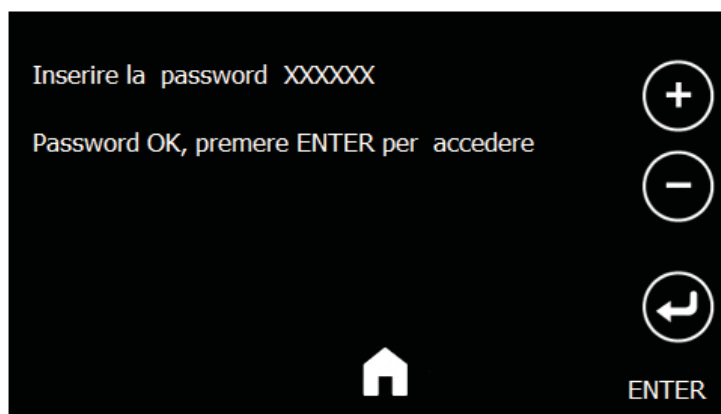 Inserire la password XXXXXX
Password OK, premere ENTER per accedere
ENTER